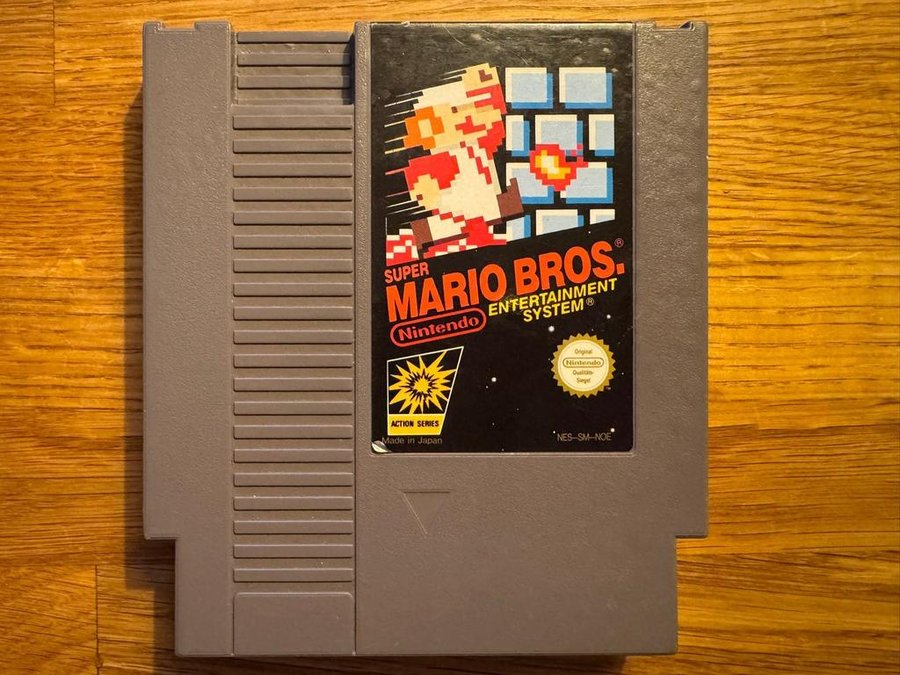 SUPER
MARIO BROS.®
Nintendo
ENTERTAINMENT
SYSTEM®
Original
Nintendo
Qualitäts-
Siegel
ACTION SERIES
Made in Japan
NES-SM-NOE